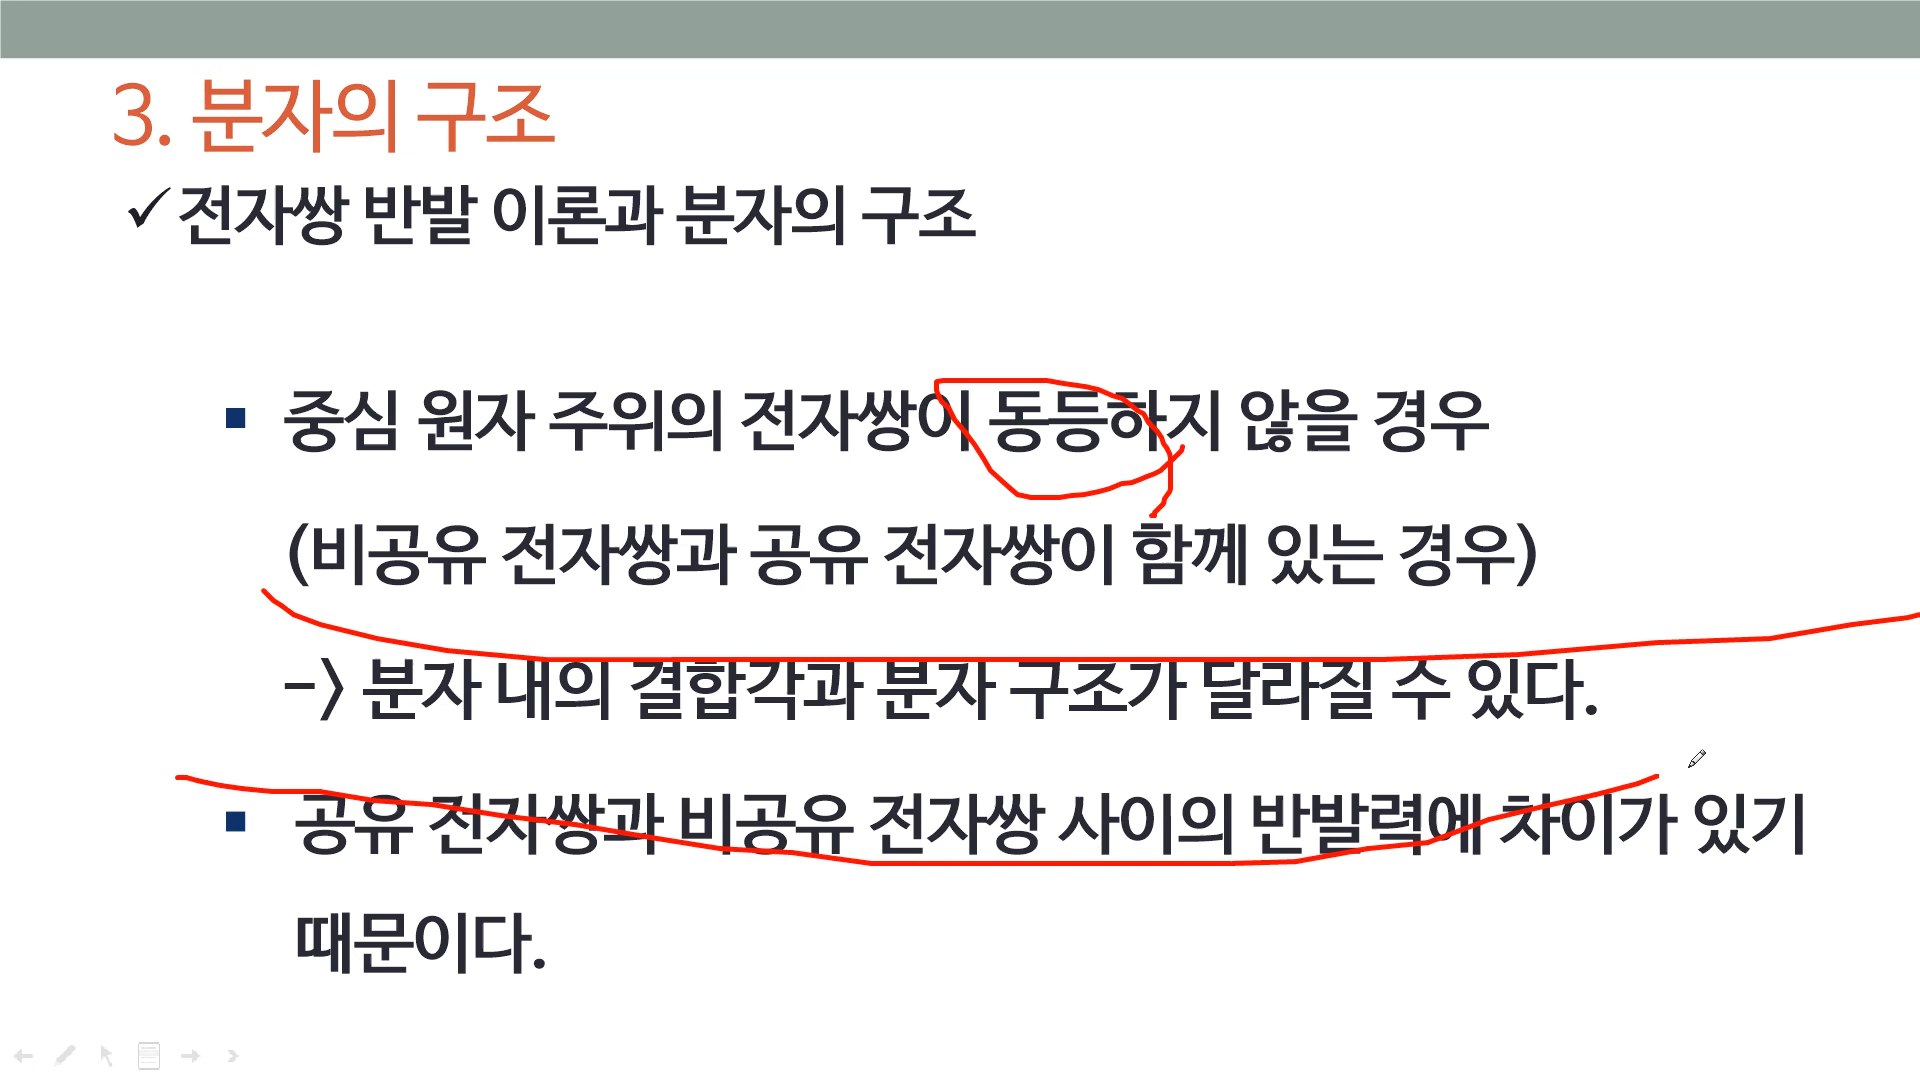 3. 분자의 구조
✓전자쌍 반발 이론과 분자의 구조
▪ 중심 원자 주위의 전자쌍이 동등하지 않을 경우
(비공유 전자쌍과 공유 전자쌍이 함께 있는 경우)
-> 분자 내의 결합각과 분자 구조가 달라질 수 있다.
▪ 공유 전자쌍과 비공유 전자쌍 사이의 반발력에 차이가 있기
때문이다.